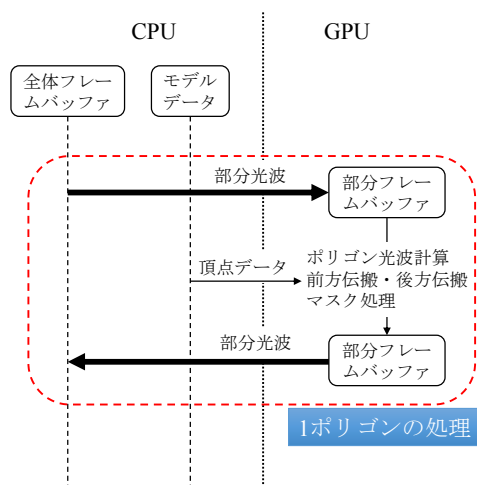 CPU
GPU
全体フレー
ムバッファ
モデル
データ
部分光波
部分フレー
ムバッファ
ポリゴン光波計算
前方伝搬・後方伝搬
マスク処理
頂点データ
部分光波
部分フレー
ムバッファ
1ポリゴンの処理